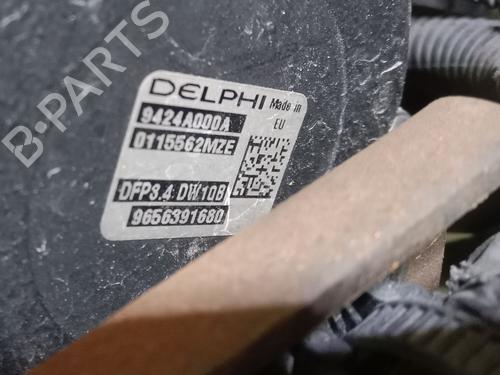 B-PARTS
DELPHI Made in
EU
9424A000A
0115562MZE
DFP3.4 DW10B
9656391680